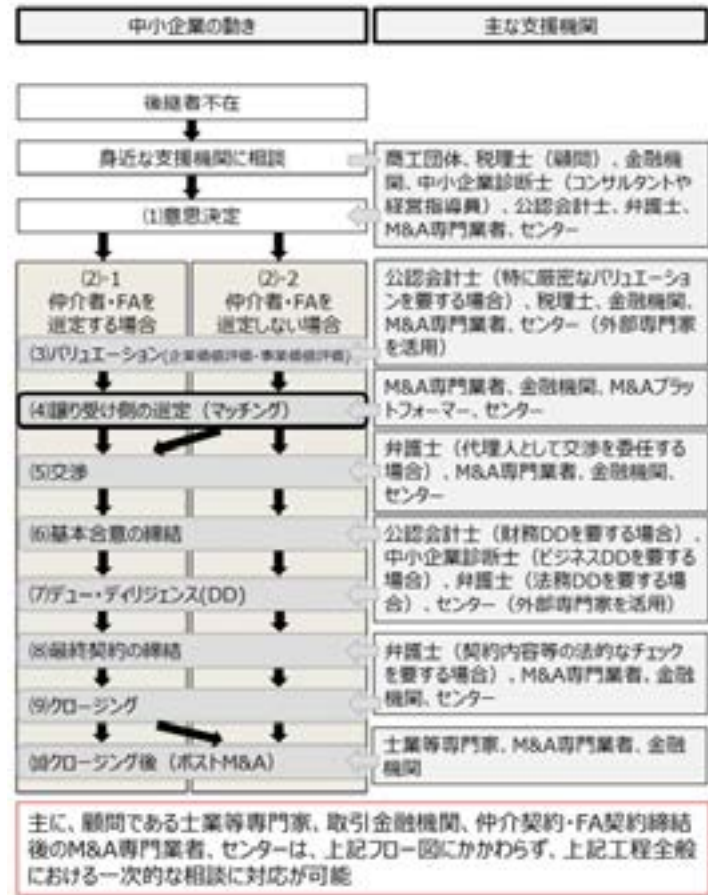 中小企業の動き
主な支援機関
後継者不在
身近な支援機関に相談
商工団体、税理士（顧問）、金融機
関、中小企業診断士（コンサルタントや
経営指導員）、公認会計士、弁護士、
M&A専門業者、センター
(1)意思決定
(2)-1
仲介者・FAを
選定する場合
(2)-2
仲介者・FAを
選定しない場合
公認会計士（特に厳密なバリュエーショ
ンを要する場合）、税理士、金融機関、
M&A専門業者、センター（外部専門家
を活用）
(3)バリュエーション(企業価値評価・事業価値評価)
(4)譲り受け側の選定（マッチング）
M&A専門業者、金融機関、M&Aプラッ
トフォーマー、センター
(5)交渉
弁護士（代理人として交渉を委任する
場合）、M&A専門業者、金融機関、
センター
(6)基本合意の締結
公認会計士（財務DDを要する場合）、
中小企業診断士（ビジネスDDを要する
場合）、弁護士（法務DDを要する場
合）、センター（外部専門家を活用）
(7)デュー・ディリジェンス(DD)
(8)最終契約の締結
弁護士（契約内容等の法的なチェック
を要する場合）、M&A専門業者、金融
機関、センター
(9)クロージング
(10)クロージング後（ポストM&A）
士業等専門家、M&A専門業者、金融
機関
主に、顧問である士業等専門家、取引金融機関、仲介契約・FA契約締結
後のM&A専門業者、センターは、上記フロー図にかかわらず、上記工程全般
における一次的な相談に対応が可能